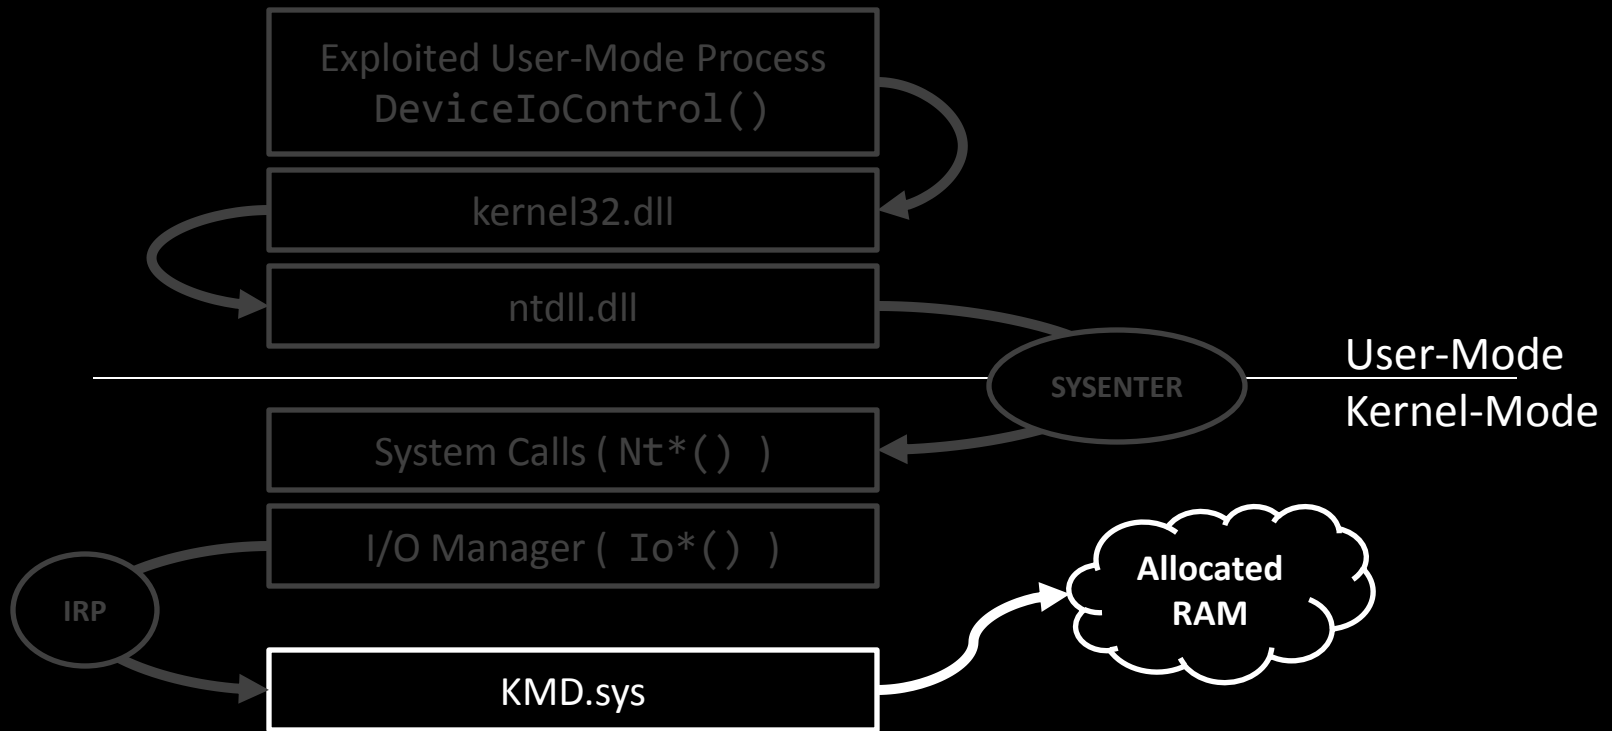 Exploited User-Mode Process
DeviceIoControl()
kernel32.dll
ntdll.dll
User-Mode
SYSENTER
Kernel-Mode
System Calls ( Nt*() )
I/O Manager ( Io*() )
Allocated
RAM
IRP
KMD.sys